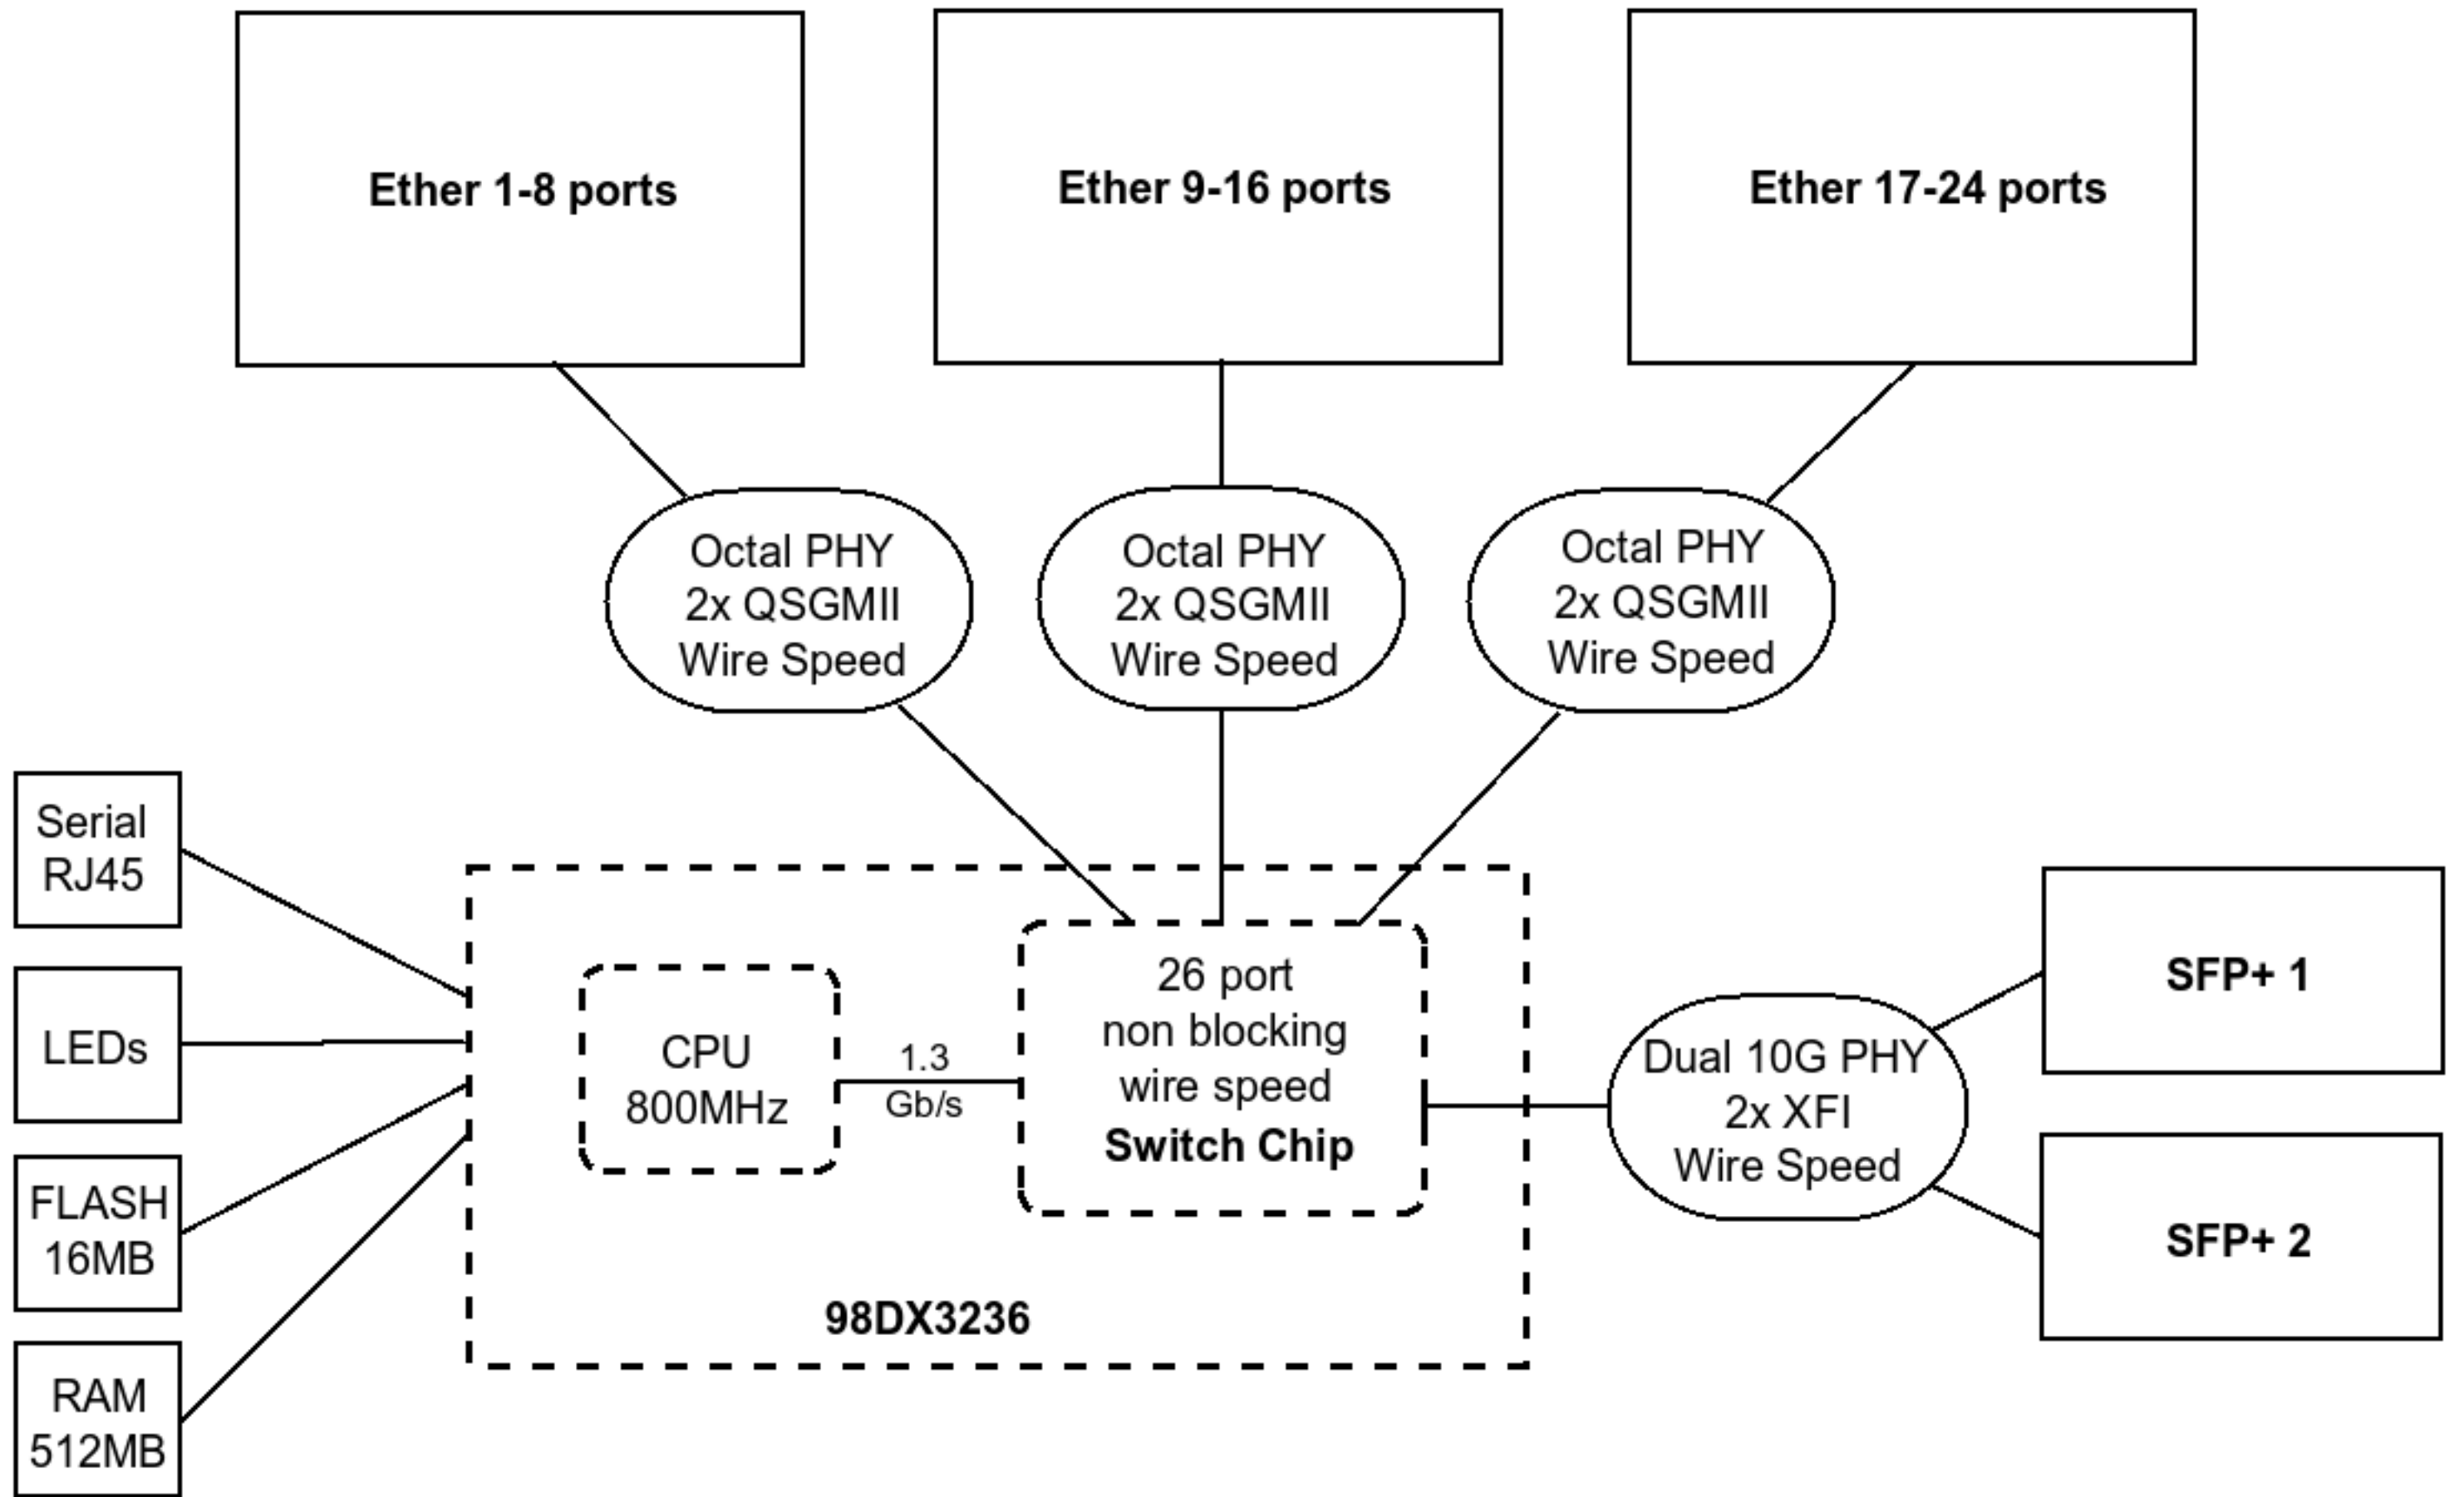 Ether 1-8 ports
Ether 9-16 ports
Ether 17-24 ports
Octal PHY
2x QSGMII
Wire Speed
Octal PHY
2x QSGMII
Wire Speed
Octal PHY
2x QSGMII
Wire Speed
Serial
RJ45
LEDs
FLASH
16MB
RAM
512MB
CPU
800MHz
1.3
Gb/s
26 port
non blocking
wire speed
Switch Chip
98DX3236
Dual 10G PHY
2x XFI
Wire Speed
SFP+ 1
SFP+ 2